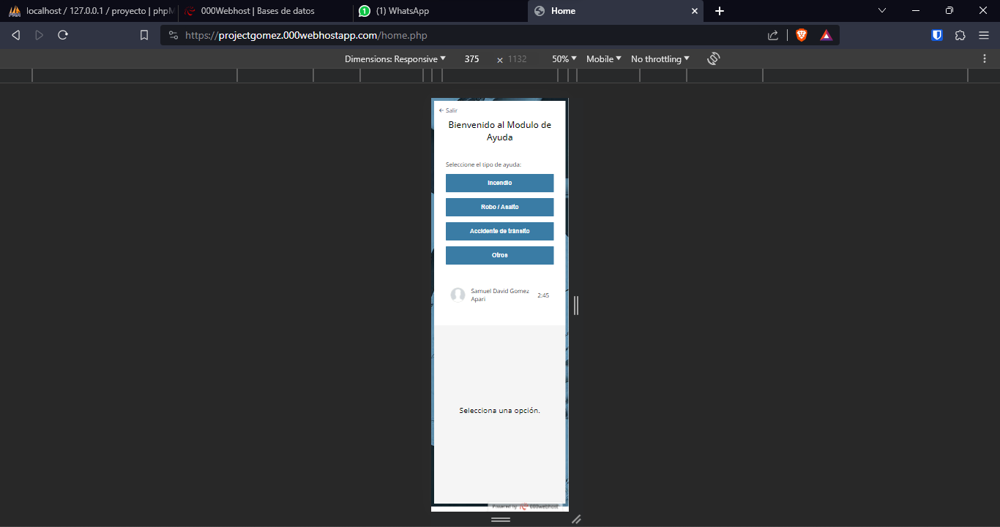 localhost / 127.0.0.1 / proyecto | phpM
000Webhost | Bases de datos
(1) WhatsApp
Home
https://projectgomez.000webhostapp.com/home.php
Dimensions: Responsive 375 × 1132 50% Mobile No throttling
← Salir
Bienvenido al Modulo de
Ayuda
Seleccione el tipo de ayuda:
Incendio
Robo / Asalto
Accidente de tránsito
Otros
Samuel David Gomez
Apari
2:45
Selecciona una opción.
Powered by 000webhost